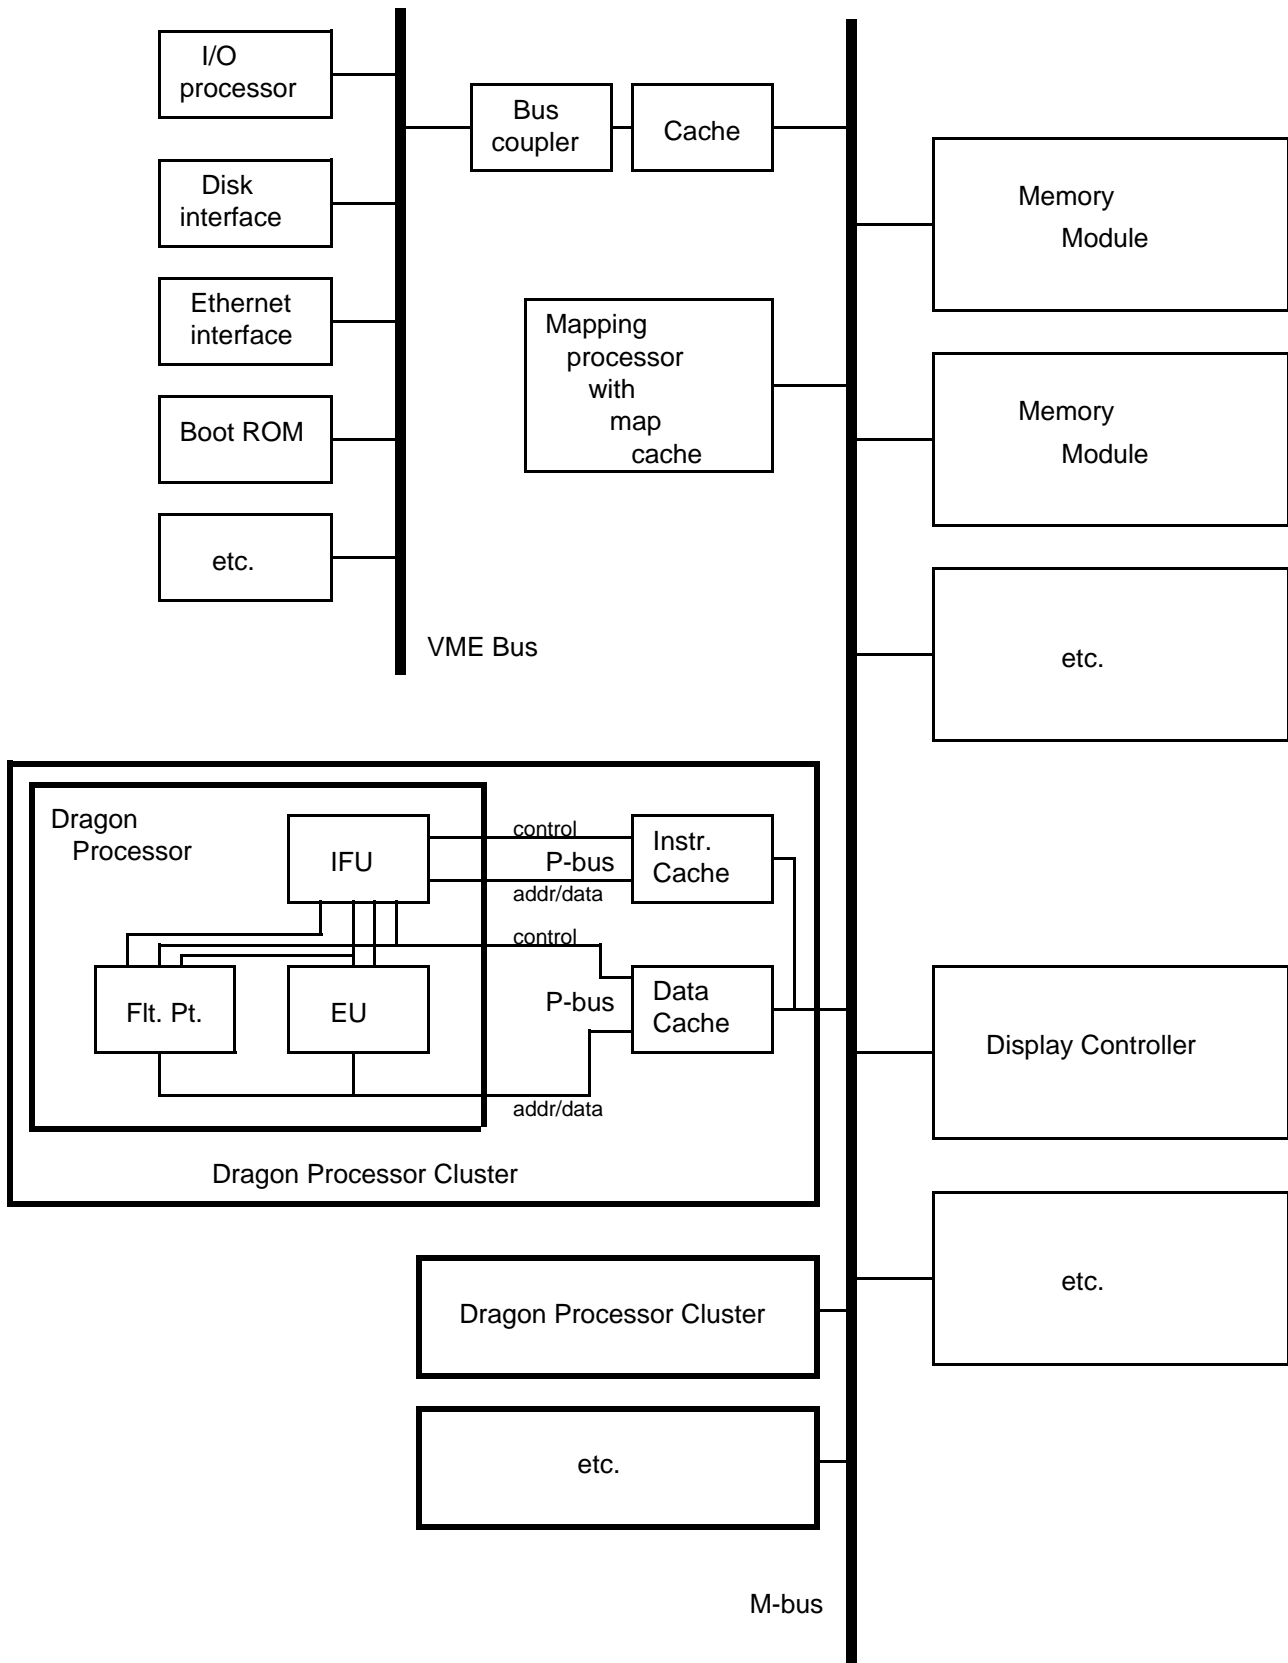 I/O
processor
Bus
coupler
Cache
Disk
interface
Memory
Module
Ethernet
interface
Mapping
processor
with
map
cache
Boot ROM
Memory
Module
etc.
VME Bus
etc.
Dragon
Processor
IFU
control
P-bus
addr/data
Instr.
Cache
control
Flt. Pt.
EU
P-bus
Data
Cache
addr/data
Dragon Processor Cluster
Display Controller
Dragon Processor Cluster
etc.
etc.
M-bus